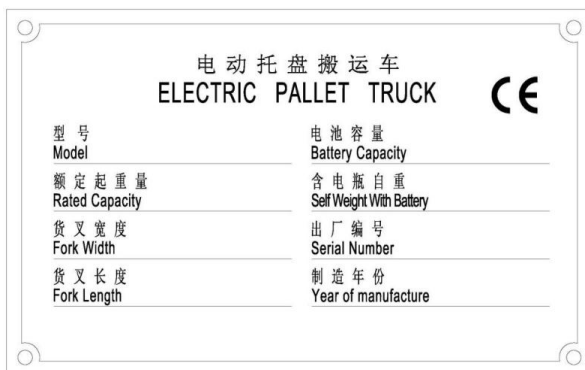 电动托盘搬运车
ELECTRIC PALLET TRUCK
CE
型号
Model
电池容量
Battery Capacity
额定起重量
Rated Capacity
含电瓶自重
Self Weight With Battery
货叉宽度
Fork Width
出厂编号
Serial Number
货叉长度
Fork Length
制造年份
Year of manufacture